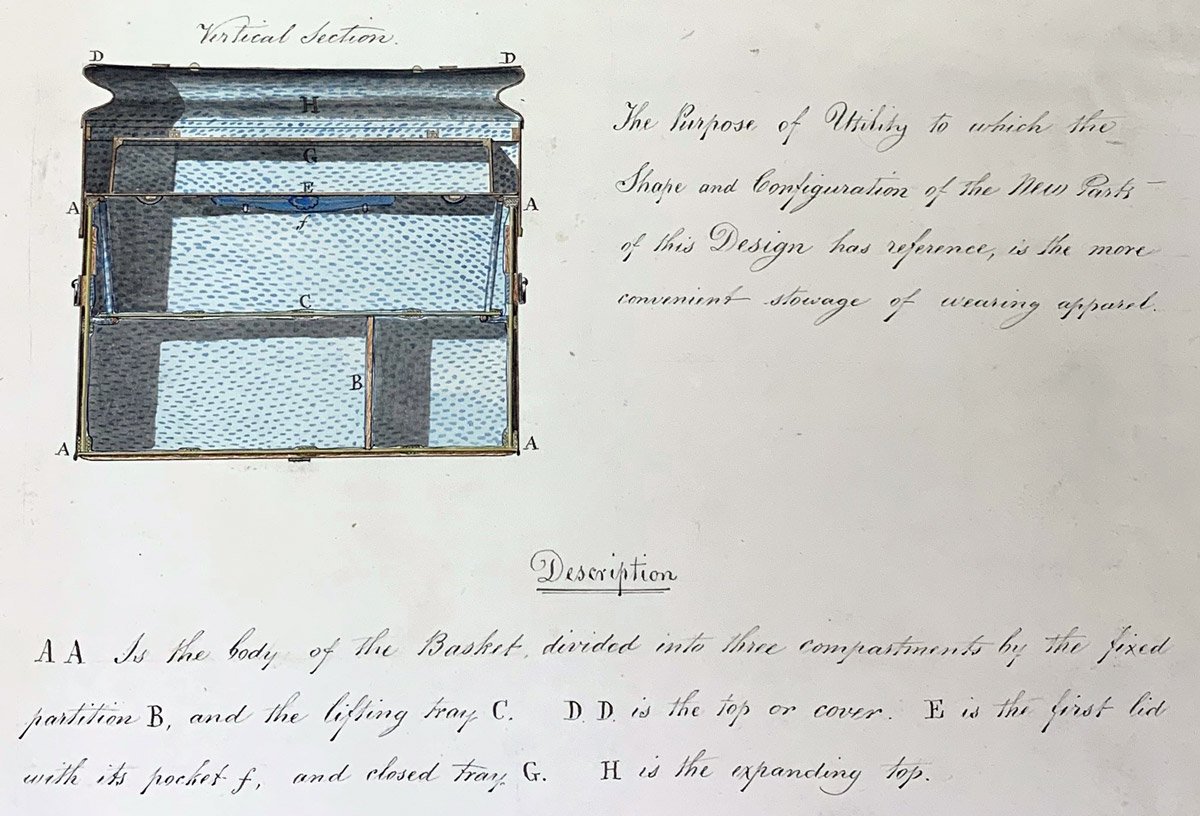 Vertical Section.
D D
H
G
E
A A
f
C
B
A A
The Purpose of Utility to which the
Shape and Configuration of the New Parts
of this Design has reference, is the more
convenient stowage of wearing apparel.
Description
A A Is the body of the Basket, divided into three compartments by the fixed
partition B, and the lifting tray C. D. D. is the top or cover. E is the first lid
with its pocket f, and closed tray G. H is the expanding top.